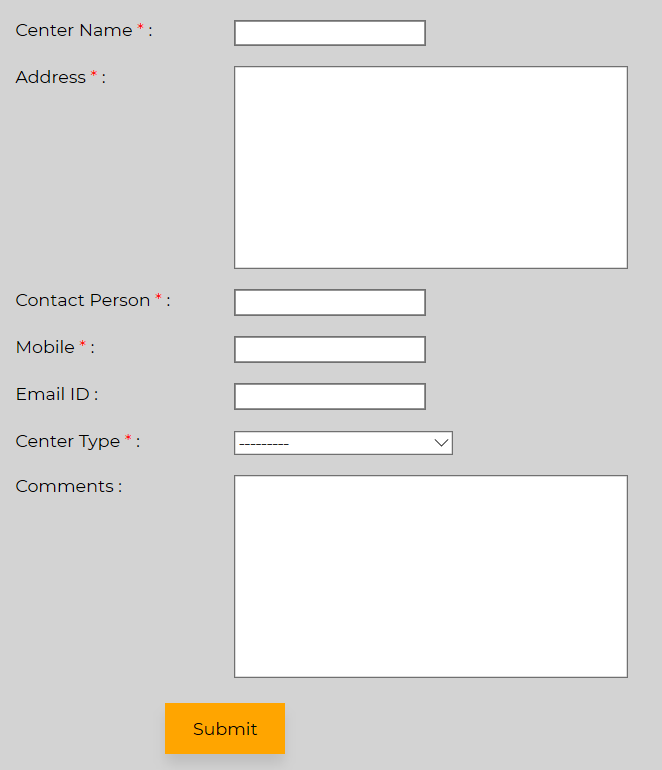 Center Name * :
Address * :
Contact Person * :
Mobile * :
Email ID :
Center Type * :
---------
Comments :
Submit